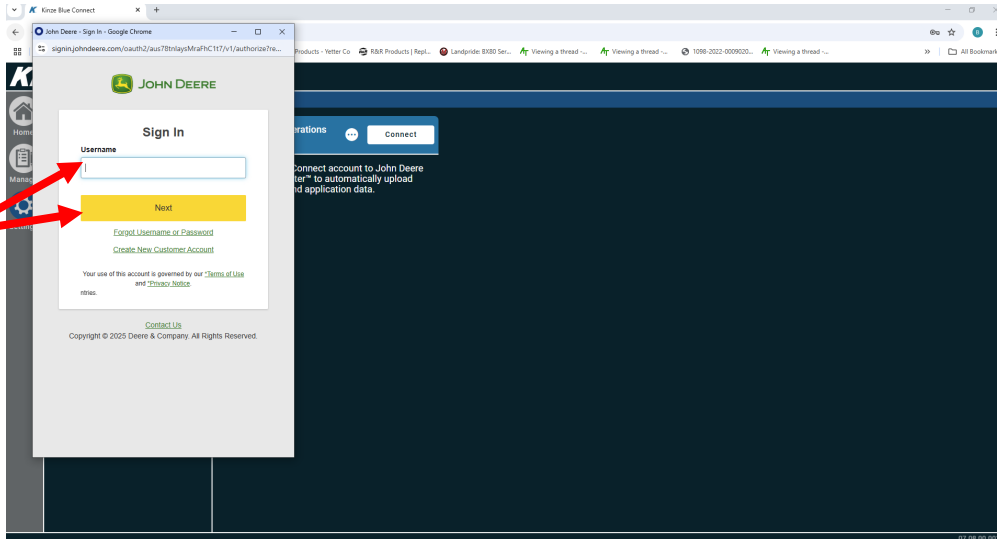 Kinze Blue Connect
John Deere - Sign In - Google Chrome
signin.johndeere.com/oauth2/aus78tnlaysMraFhC1t7/v1/authorize?re...
Products - Yetter Co
R&R Products | Repl...
Landpride: 8X80 Ser...
Viewing a thread -...
Viewing a thread -...
1098-2022-0009020...
Viewing a thread -...
All Bookmark
JOHN DEERE
Home
Sign In
erations
Connect
Username
Connect account to John Deere
ter™ to automatically upload
nd application data.
Manag
Next
Forgot Username or Password
Create New Customer Account
Your use of this account is governed by our "Terms of Use
and "Privacy Notice.
ntries.
Contact Us
Copyright © 2025 Deere & Company. All Rights Reserved.